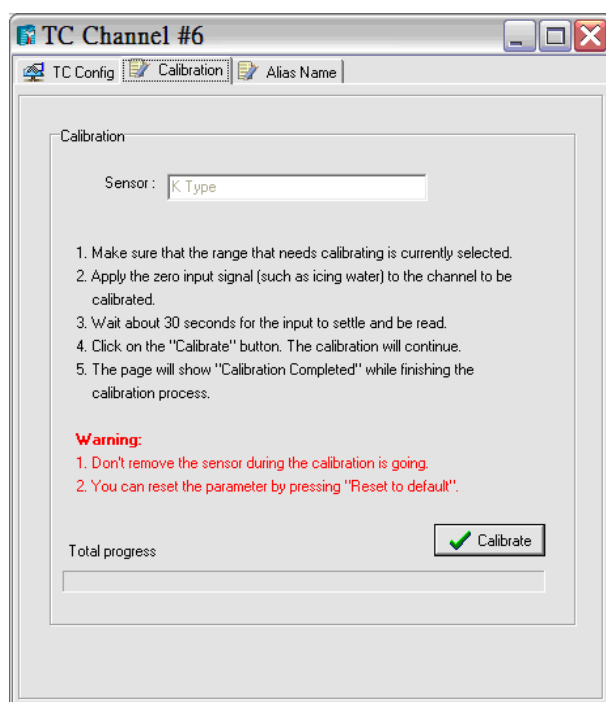 TC Channel #6
TC Config Calibration Alias Name
Calibration
Sensor : K Type
1. Make sure that the range that needs calibrating is currently selected.
2. Apply the zero input signal (such as icing water) to the channel to be
calibrated.
3. Wait about 30 seconds for the input to settle and be read.
4. Click on the "Calibrate" button. The calibration will continue.
5. The page will show "Calibration Completed" while finishing the
calibration process.
Warning:
1. Don't remove the sensor during the calibration is going.
2. You can reset the parameter by pressing "Reset to default".
Calibrate
Total progress